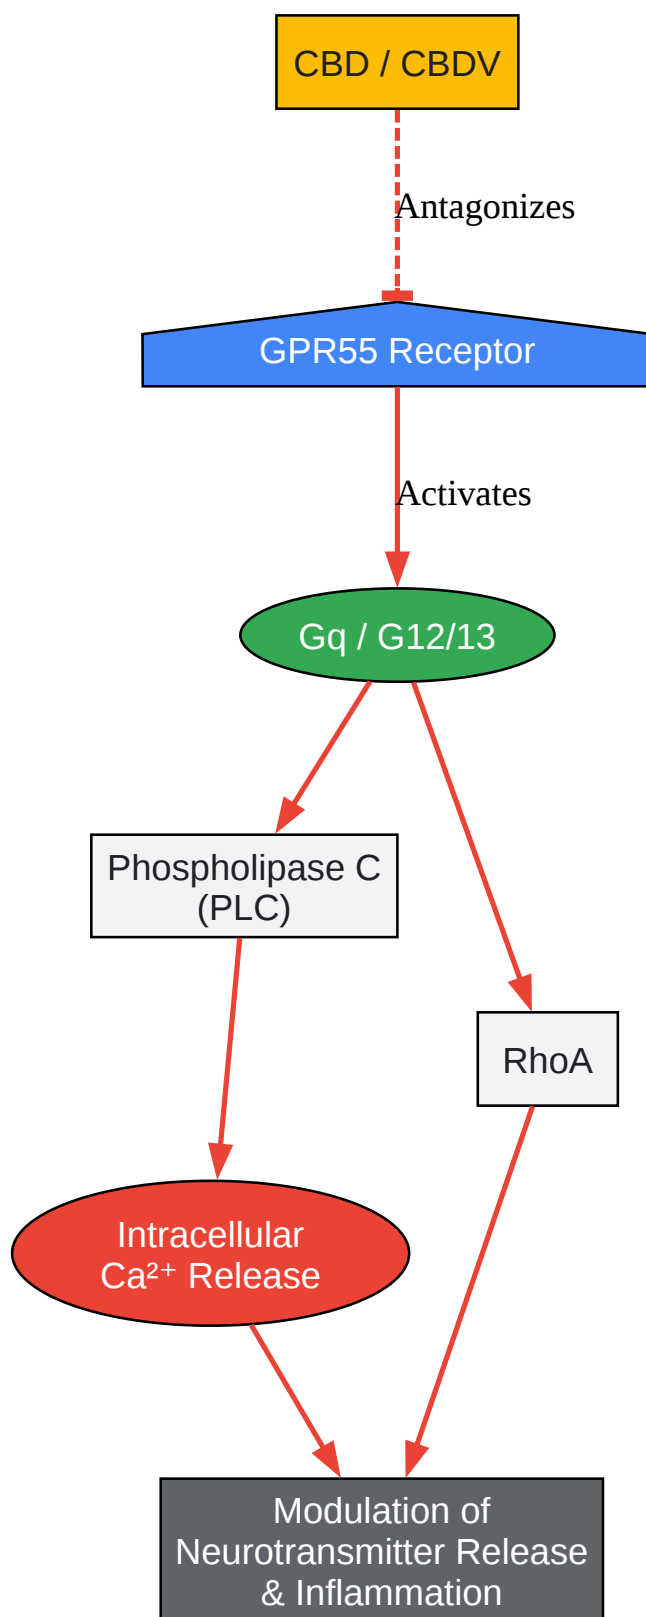 CBD / CBDV
Antagonizes
GPR55 Receptor
Activates
Gq / G12/13
Phospholipase C
(PLC)
RhoA
Intracellular
Ca²⁺ Release
Modulation of
Neurotransmitter Release
& Inflammation